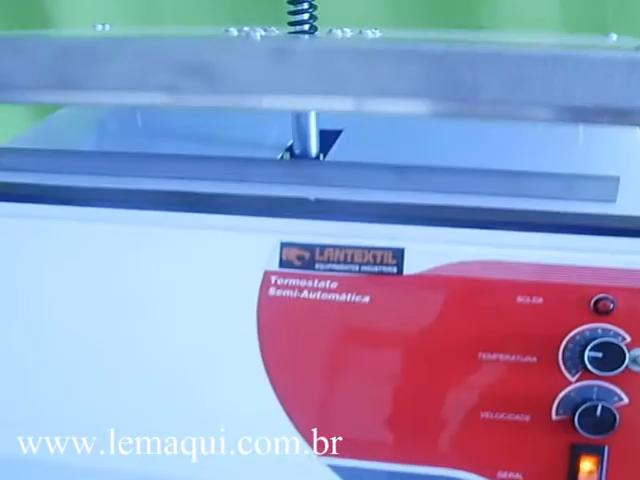 LANTEXTIL
EQUIPAMENTOS INDUSTRIAIS
Termostato
Semi-Automática
SOLDA
TEMPERATURA
VELOCIDADE
GERAL
www.lemaqui.com.br